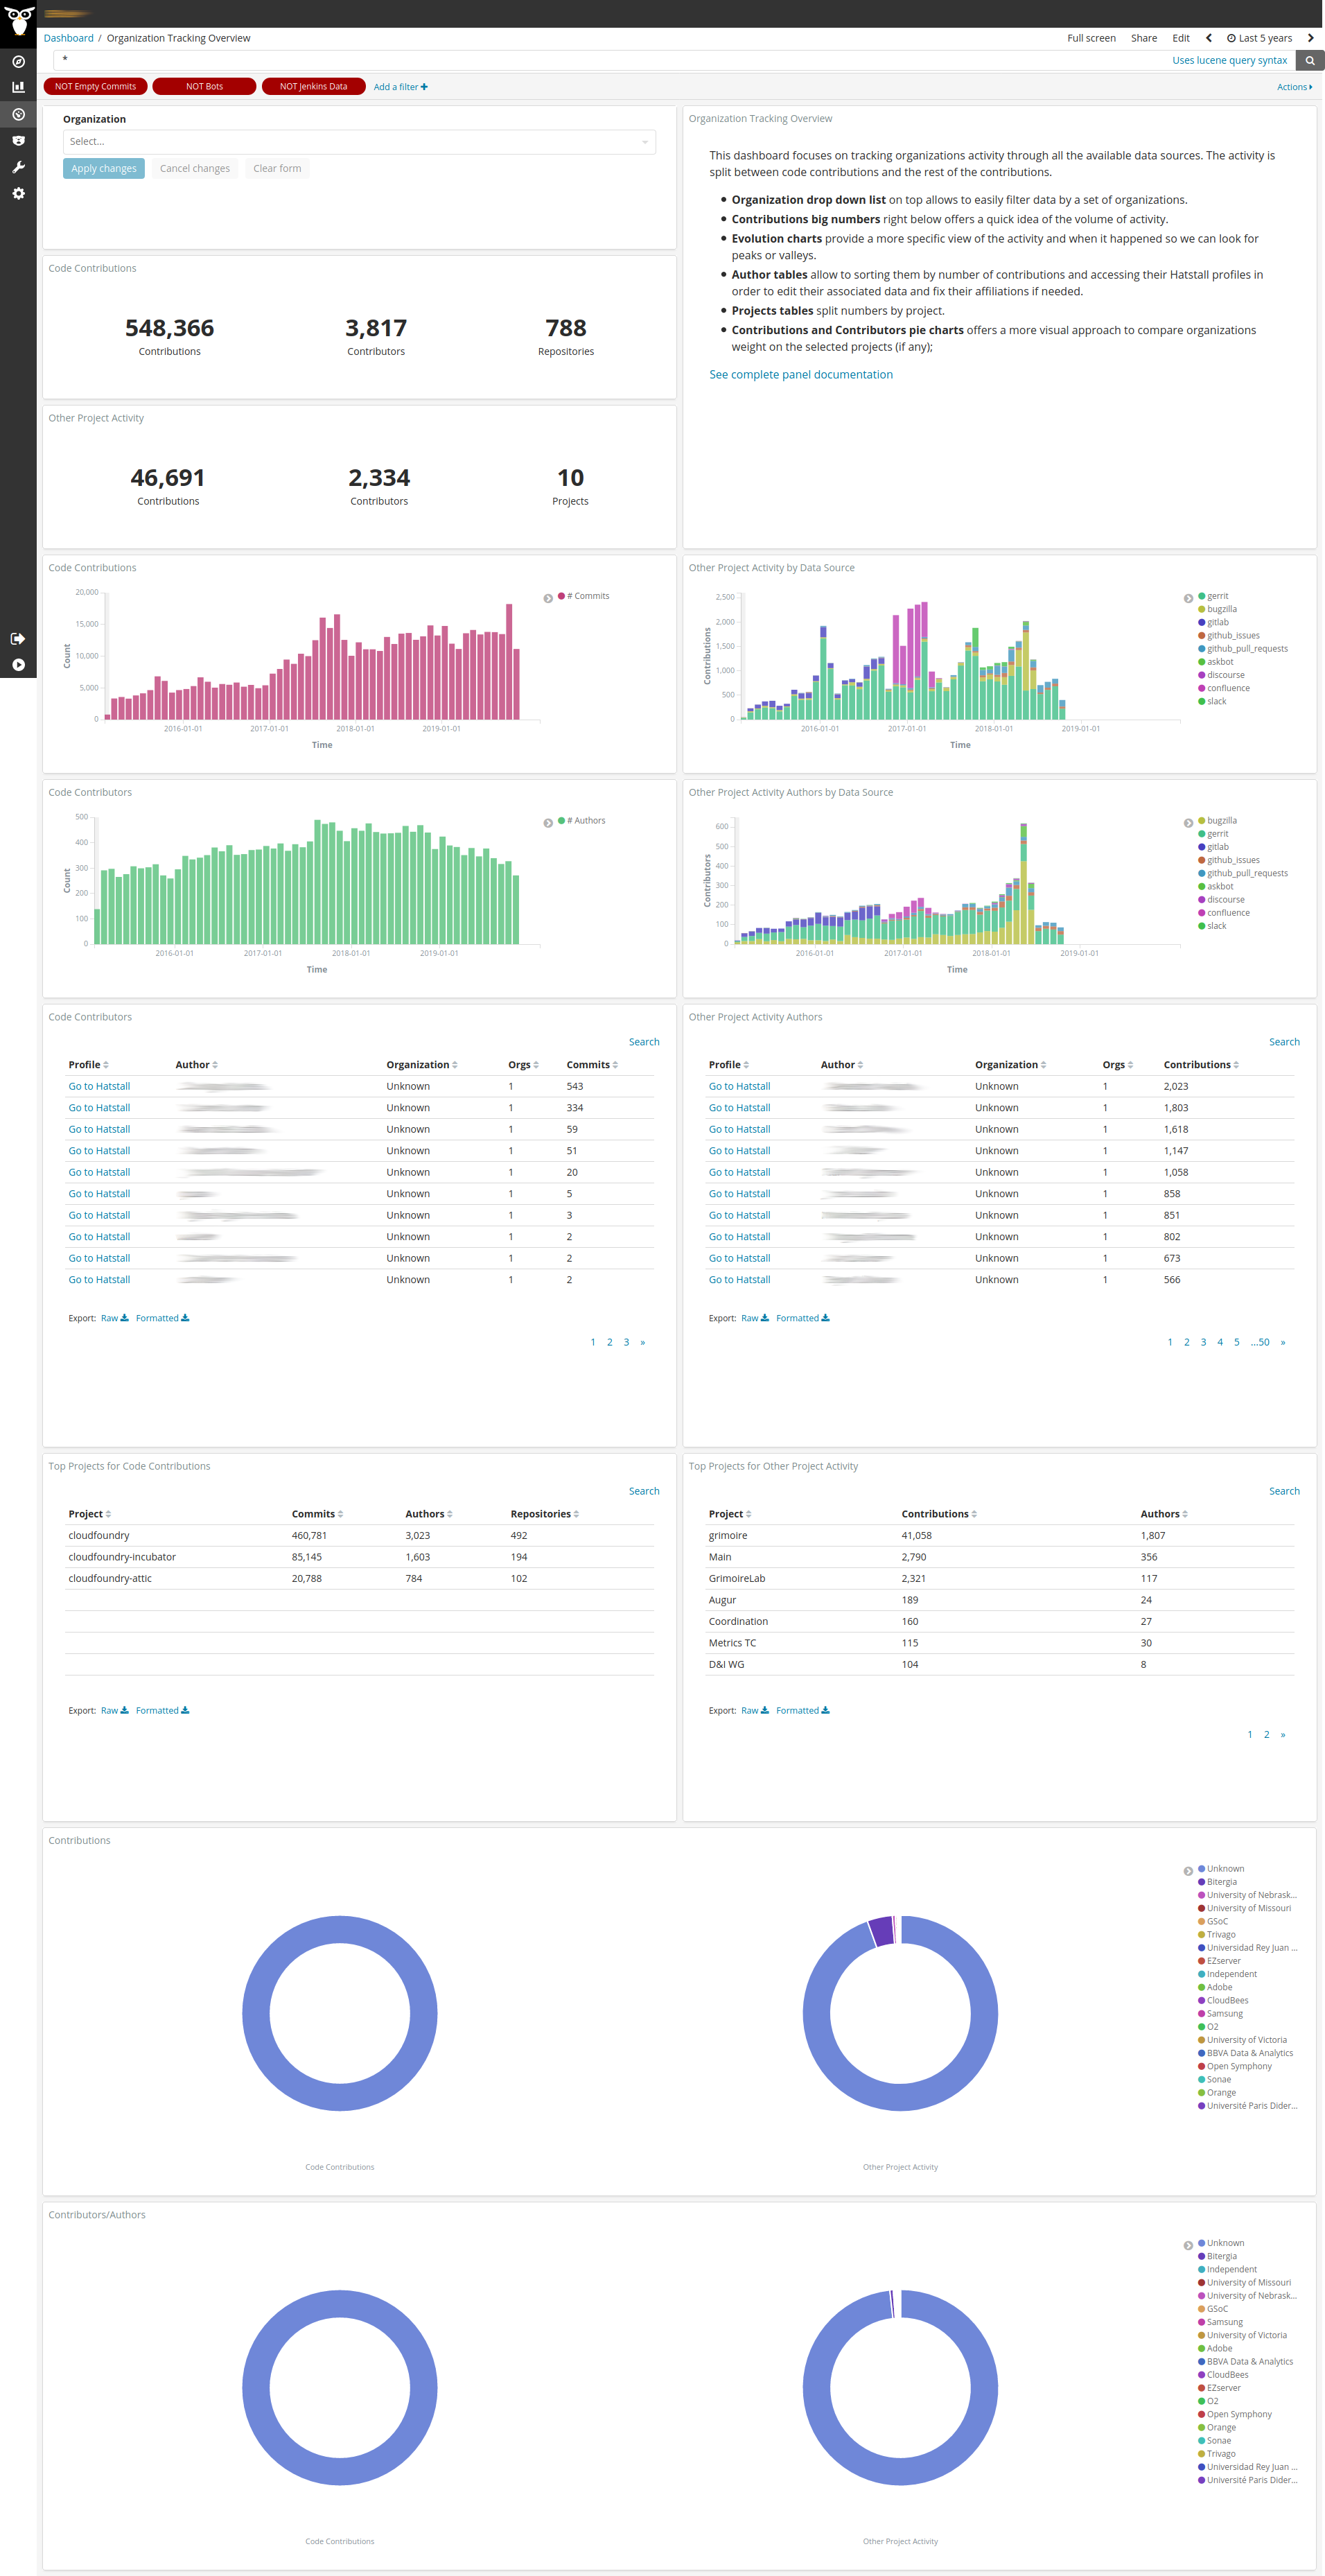 Dashboard / Organization Tracking Overview
Full screen Share Edit Last 5 years
*
Uses lucene query syntax
NOT Empty Commits NOT Bots NOT Jenkins Data Add a filter
Actions
Organization
Select...
Apply changes Cancel changes Clear form
Organization Tracking Overview
This dashboard focuses on tracking organizations activity through all the available data sources. The activity is
split between code contributions and the rest of the contributions.
Organization drop down list on top allows to easily filter data by a set of organizations.
Contributions big numbers right below offers a quick idea of the volume of activity.
Evolution charts provide a more specific view of the activity and when it happened so we can look for
peaks or valleys.
Author tables allow to sorting them by number of contributions and accessing their Hatstall profiles in
order to edit their associated data and fix their affiliations if needed.
Projects tables split numbers by project.
Contributions and Contributors pie charts offers a more visual approach to compare organizations
weight on the selected projects (if any);
See complete panel documentation
Code Contributions
548,366 3,817 788
Contributions Contributors Repositories
Other Project Activity
46,691 2,334 10
Contributions Contributors Projects
Code Contributions
Count
20,000
15,000
10,000
5,000
0
2016-01-01 2017-01-01 2018-01-01 2019-01-01
Time
# Commits
Other Project Activity by Data Source
Contributions
2,500
2,000
1,500
1,000
500
0
2016-01-01 2017-01-01 2018-01-01 2019-01-01
Time
gerrit
bugzilla
gitlab
github_issues
github_pull_requests
askbot
discourse
confluence
slack
Code Contributors
Count
500
400
300
200
100
0
2016-01-01 2017-01-01 2018-01-01 2019-01-01
Time
# Authors
Other Project Activity Authors by Data Source
Contributors
600
500
400
300
200
100
0
2016-01-01 2017-01-01 2018-01-01 2019-01-01
Time
bugzilla
gerrit
gitlab
github_issues
github_pull_requests
askbot
discourse
confluence
slack
Code Contributors
Search
Profile Author Organization Orgs Commits
Go to Hatstall Unknown 1 543
Go to Hatstall Unknown 1 334
Go to Hatstall Unknown 1 59
Go to Hatstall Unknown 1 51
Go to Hatstall Unknown 1 20
Go to Hatstall Unknown 1 5
Go to Hatstall Unknown 1 3
Go to Hatstall Unknown 1 2
Go to Hatstall Unknown 1 2
Go to Hatstall Unknown 1 2
Export: Raw Formatted
1 2 3 »
Other Project Activity Authors
Search
Profile Author Organization Orgs Contributions
Go to Hatstall Unknown 1 2,023
Go to Hatstall Unknown 1 1,803
Go to Hatstall Unknown 1 1,618
Go to Hatstall Unknown 1 1,147
Go to Hatstall Unknown 1 1,058
Go to Hatstall Unknown 1 858
Go to Hatstall Unknown 1 851
Go to Hatstall Unknown 1 802
Go to Hatstall Unknown 1 673
Go to Hatstall Unknown 1 566
Export: Raw Formatted
1 2 3 4 5 ...50 »
Top Projects for Code Contributions
Search
Project Commits Authors Repositories
cloudfoundry 460,781 3,023 492
cloudfoundry-incubator 85,145 1,603 194
cloudfoundry-attic 20,788 784 102
Export: Raw Formatted
Top Projects for Other Project Activity
Search
Project Contributions Authors
grimoire 41,058 1,807
Main 2,790 356
GrimoireLab 2,321 117
Augur 189 24
Coordination 160 27
Metrics TC 115 30
D&I WG 104 8
Export: Raw Formatted
1 2 »
Contributions
Code Contributions
Other Project Activity
Unknown
Bitergia
University of Nebrask...
University of Missouri
GSoC
Trivago
Universidad Rey Juan ...
EZserver
Independent
Adobe
CloudBees
Samsung
O2
University of Victoria
BBVA Data & Analytics
Open Symphony
Sonae
Orange
Université Paris Dider...
Contributors/Authors
Code Contributions
Other Project Activity
Unknown
Bitergia
Independent
University of Missouri
University of Nebrask...
GSoC
Samsung
University of Victoria
Adobe
BBVA Data & Analytics
CloudBees
EZserver
O2
Open Symphony
Orange
Sonae
Trivago
Universidad Rey Juan ...
Université Paris Dider...